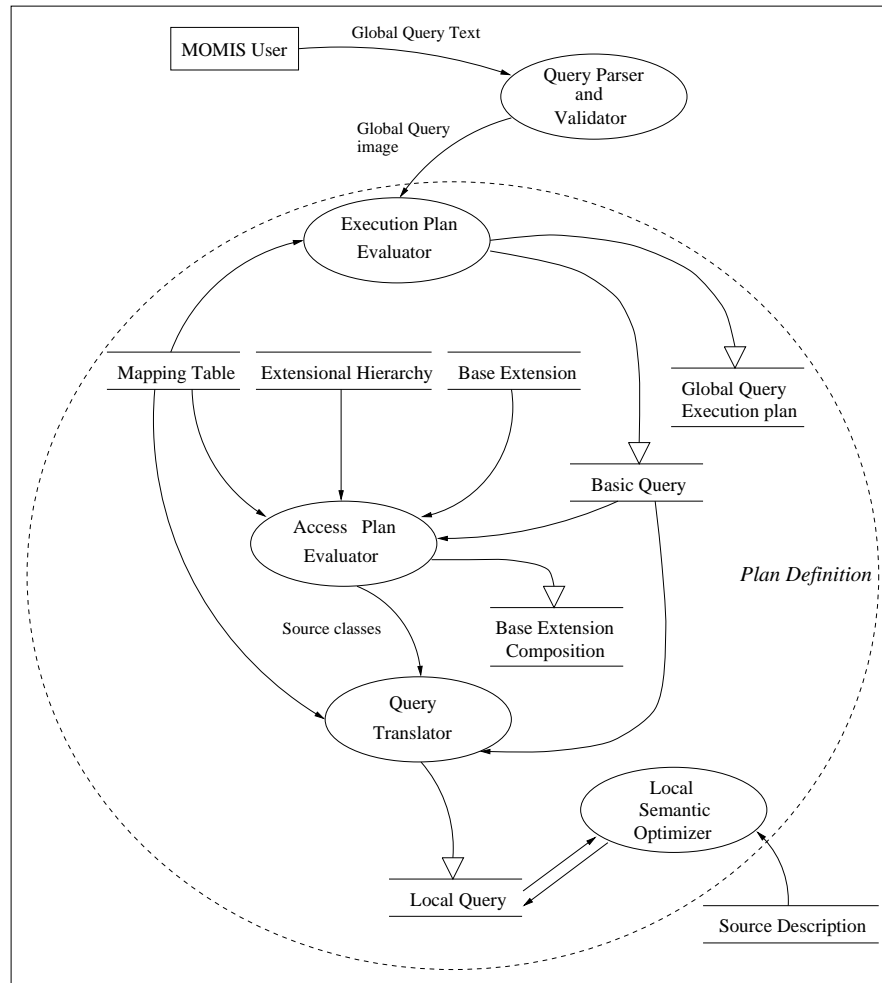 Global Query Text
MOMIS User
Query Parser
and
Validator
Global Query
image
Execution Plan
Evaluator
Mapping Table
Extensional Hierarchy
Base Extension
Global Query
Execution plan
Basic Query
Access Plan
Evaluator
Plan Definition
Source classes
Base Extension
Composition
Query
Translator
Local
Semantic
Optimizer
Local Query
Source Description